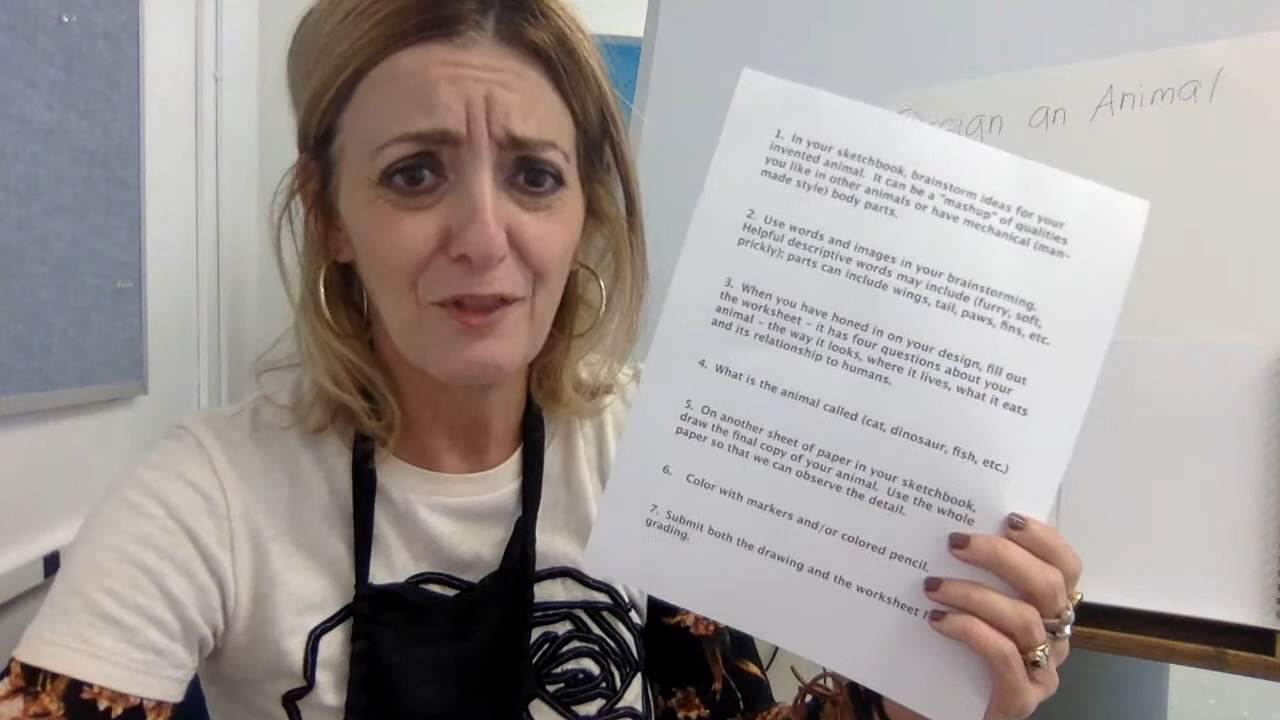 Design an Animal
1. In your sketchbook, brainstorm ideas for your
invented animal. It can be a "mashup" of qualities
you like in other animals or have mechanical (man-
made style) body parts.
2. Use words and images in your brainstorming.
Helpful descriptive words may include (furry, soft,
prickly); parts can include wings, tail, paws, fins, etc.
3. When you have honed in on your design, fill out
the worksheet – it has four questions about your
animal – the way it looks, where it lives, what it eats
and its relationship to humans.
4. What is the animal called (cat, dinosaur, fish, etc.)
5. On another sheet of paper in your sketchbook,
draw the final copy of your animal. Use the whole
paper so that we can observe the detail.
6. Color with markers and/or colored pencil.
7. Submit both the drawing and the worksheet
grading.